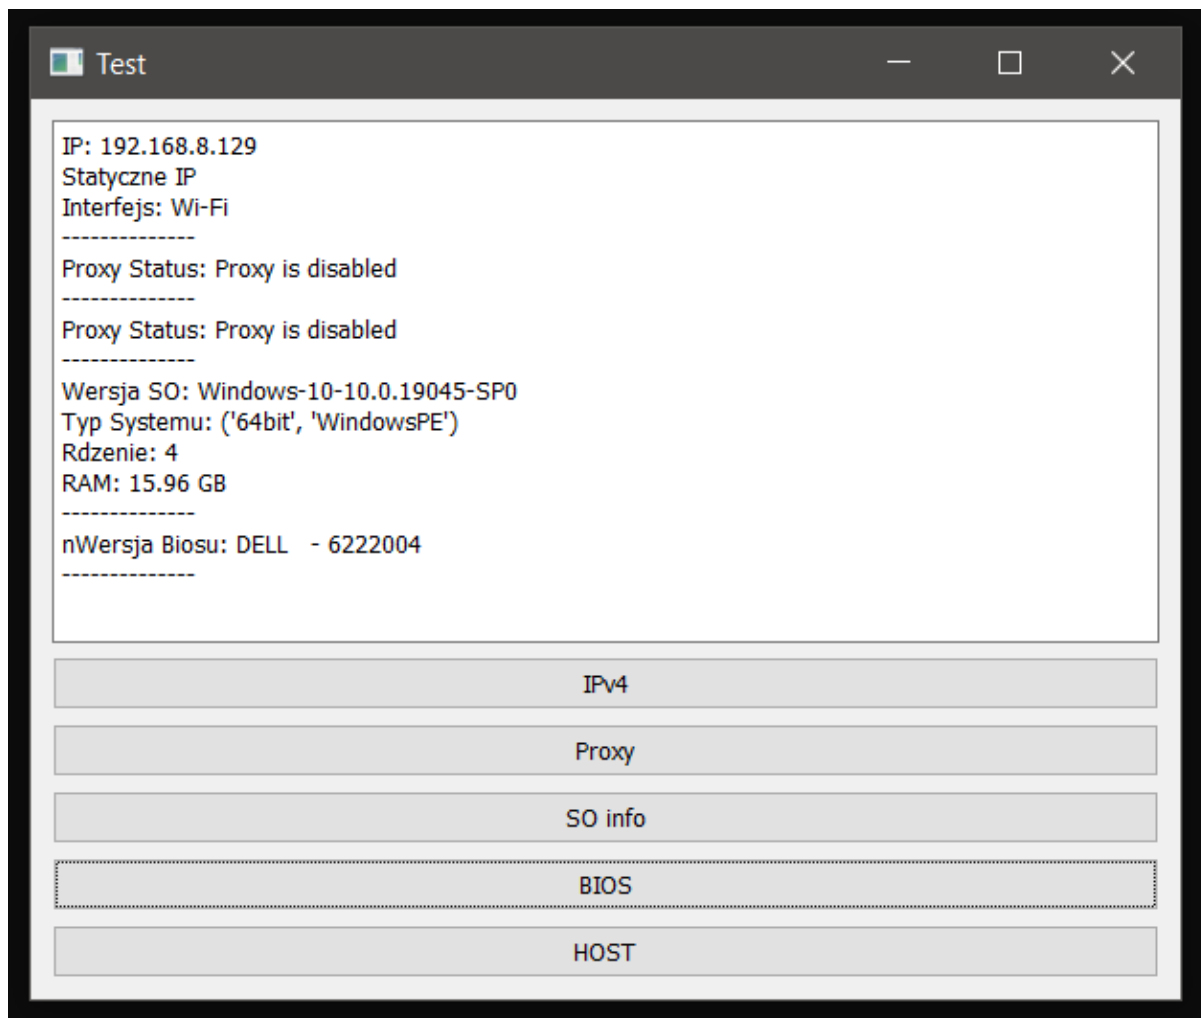 Test
IP: 192.168.8.129
Statyczne IP
Interfejs: Wi-Fi
--------------
Proxy Status: Proxy is disabled
--------------
Proxy Status: Proxy is disabled
--------------
Wersja SO: Windows-10-10.0.19045-SP0
Typ Systemu: ('64bit', 'WindowsPE')
Rdzenie: 4
RAM: 15.96 GB
--------------
nWersja Biosu: DELL   - 6222004
--------------
IPv4
Proxy
SO info
BIOS
HOST